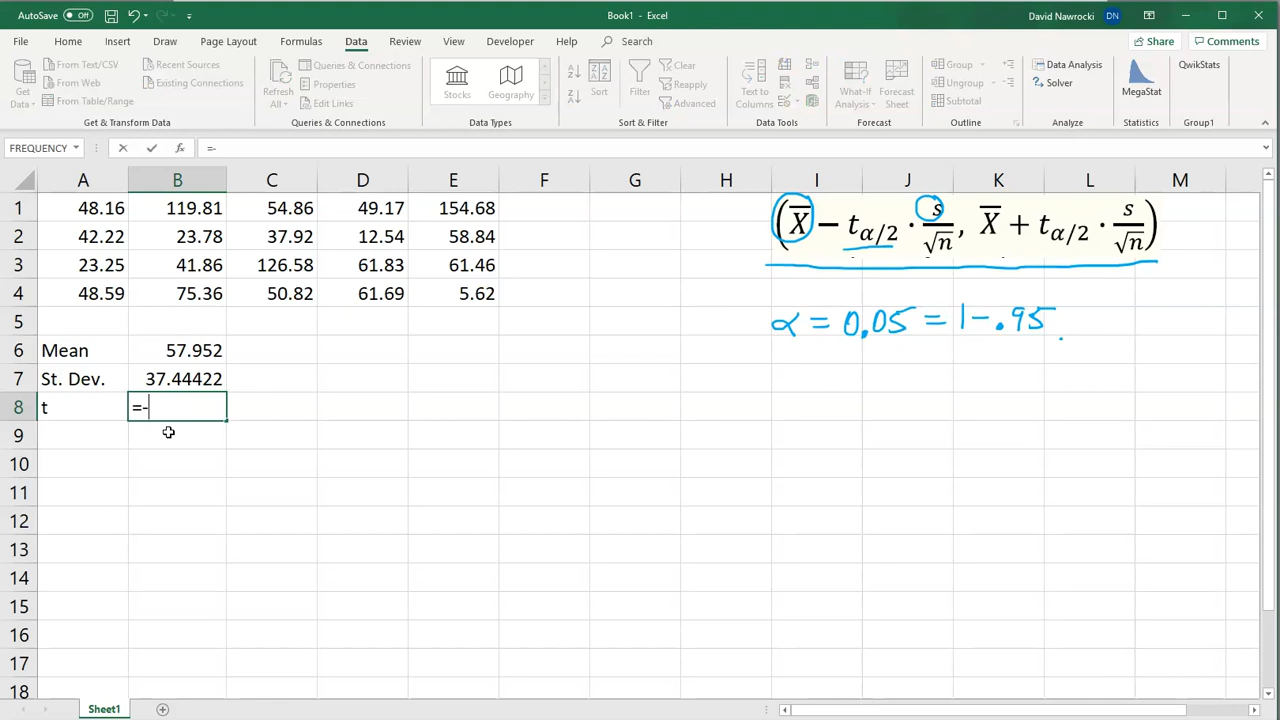 AutoSave Off Book1 - Excel David Nawrocki DN
File Home Insert Draw Page Layout Formulas Data Review View Developer Help Search Share Comments
Get Data
From Text/CSV
From Web
From Table/Range
Recent Sources
Existing Connections
Get & Transform Data
Refresh All
Queries & Connections
Properties
Edit Links
Queries & Connections
Stocks
Geography
Data Types
Sort
Filter
Clear
Reapply
Advanced
Sort & Filter
Text to Columns
Data Tools
What-If Analysis
Forecast Sheet
Forecast
Group
Ungroup
Subtotal
Outline
Data Analysis
Solver
Analyze
MegaStat
Statistics
QwikStats
Group1
FREQUENCY fx =-
A B C D E F G H I J K L M
1 48.16 119.81 54.86 49.17 154.68
2 42.22 23.78 37.92 12.54 58.84
3 23.25 41.86 126.58 61.83 61.46
4 48.59 75.36 50.82 61.69 5.62
5
6 Mean 57.952
7 St. Dev. 37.44422
8 t =-
9
10
11
12
13
14
15
16
17
18
(X̅ − tα/2 · s/√n, X̅ + tα/2 · s/√n)
α = 0.05 = 1 - .95
Sheet1